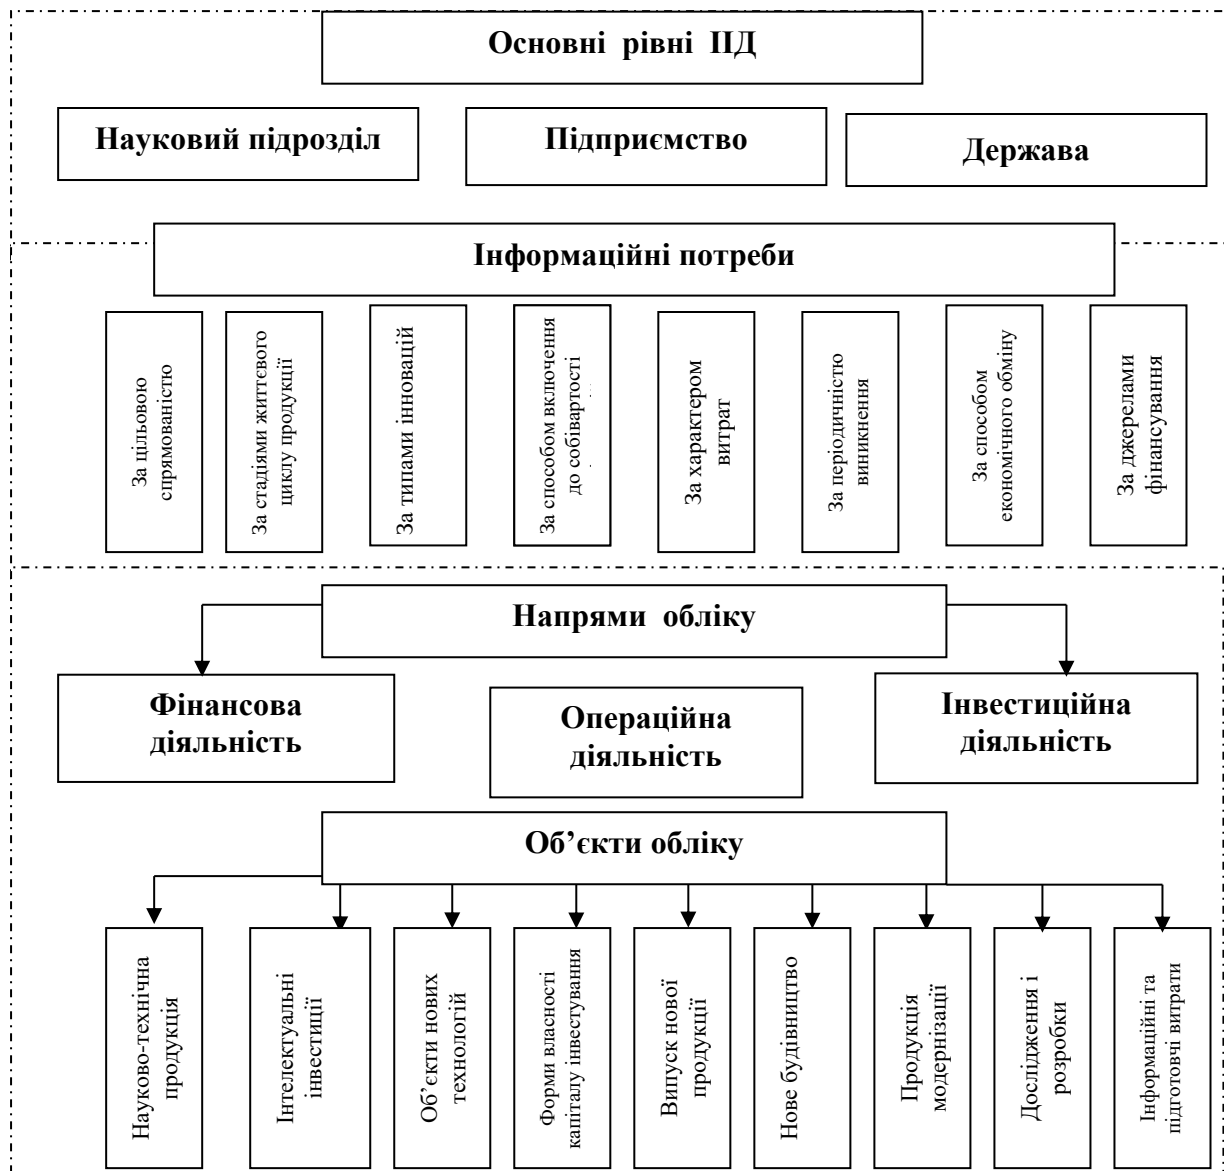 Основні рівні ІІД
Науковий підрозділ
Підприємство
Держава
Інформаційні потреби
За цільовою
спрямованістю
За стадіями життєвого
циклу продукції
За типами інновацій
За способом включення
до собівартості
За характером
витрат
За періодичністю
виникнення
За способом
економічного обміну
За джерелами
фінансування
Напрями обліку
Фінансова
діяльність
Операційна
діяльність
Інвестиційна
діяльність
Об’єкти обліку
Науково-технічна
продукція
Інтелектуальні
інвестиції
Об’єкти нових
технологій
Форми власності
капіталу інвестування
Випуск нової
продукції
Нове будівництво
Продукція
модернізації
Дослідження і
розробки
Інформаційні та
підготовчі витрати